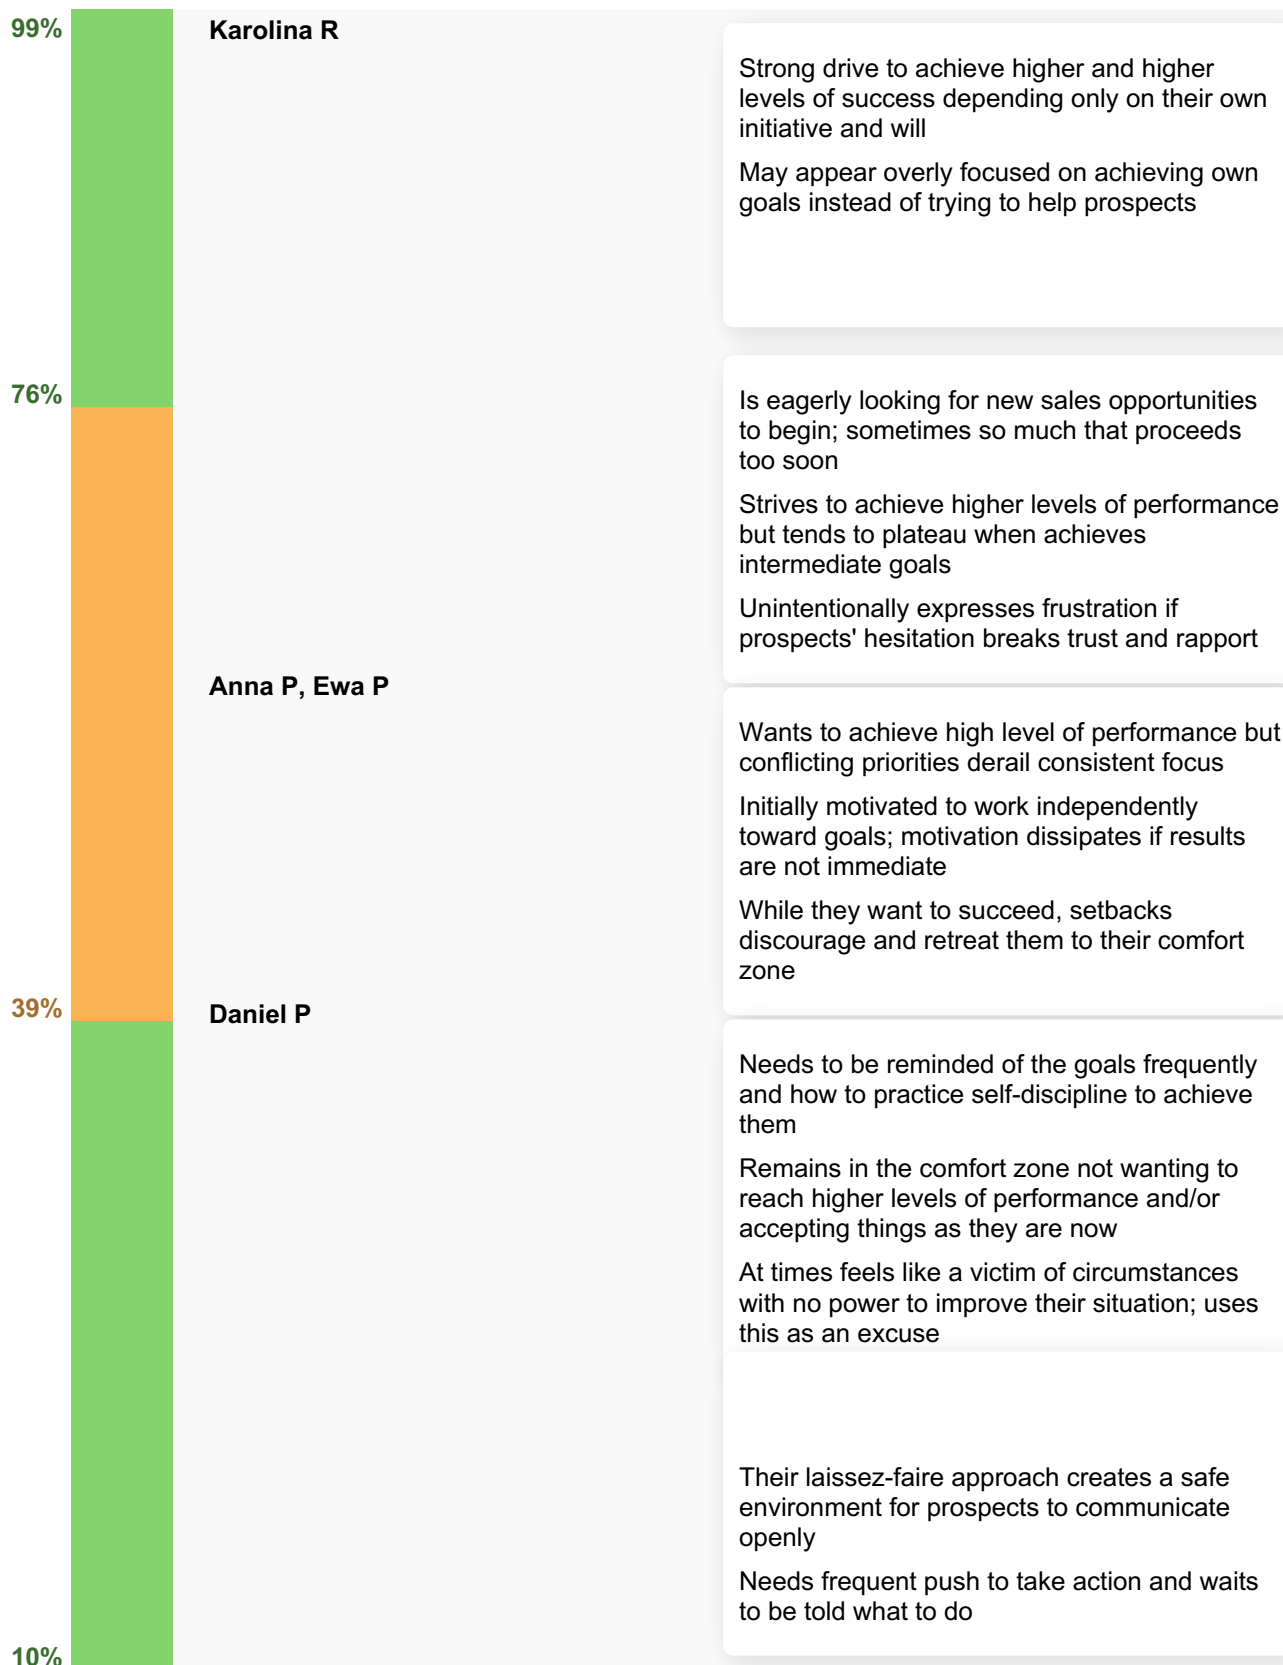 99%
Karolina R
Strong drive to achieve higher and higher
levels of success depending only on their own
initiative and will
May appear overly focused on achieving own
goals instead of trying to help prospects
76%
Is eagerly looking for new sales opportunities
to begin; sometimes so much that proceeds
too soon
Strives to achieve higher levels of performance
but tends to plateau when achieves
intermediate goals
Unintentionally expresses frustration if
prospects' hesitation breaks trust and rapport
Anna P, Ewa P
Wants to achieve high level of performance but
conflicting priorities derail consistent focus
Initially motivated to work independently
toward goals; motivation dissipates if results
are not immediate
While they want to succeed, setbacks
discourage and retreat them to their comfort
zone
39%
Daniel P
Needs to be reminded of the goals frequently
and how to practice self-discipline to achieve
them
Remains in the comfort zone not wanting to
reach higher levels of performance and/or
accepting things as they are now
At times feels like a victim of circumstances
with no power to improve their situation; uses
this as an excuse
Their laissez-faire approach creates a safe
environment for prospects to communicate
openly
Needs frequent push to take action and waits
to be told what to do
10%